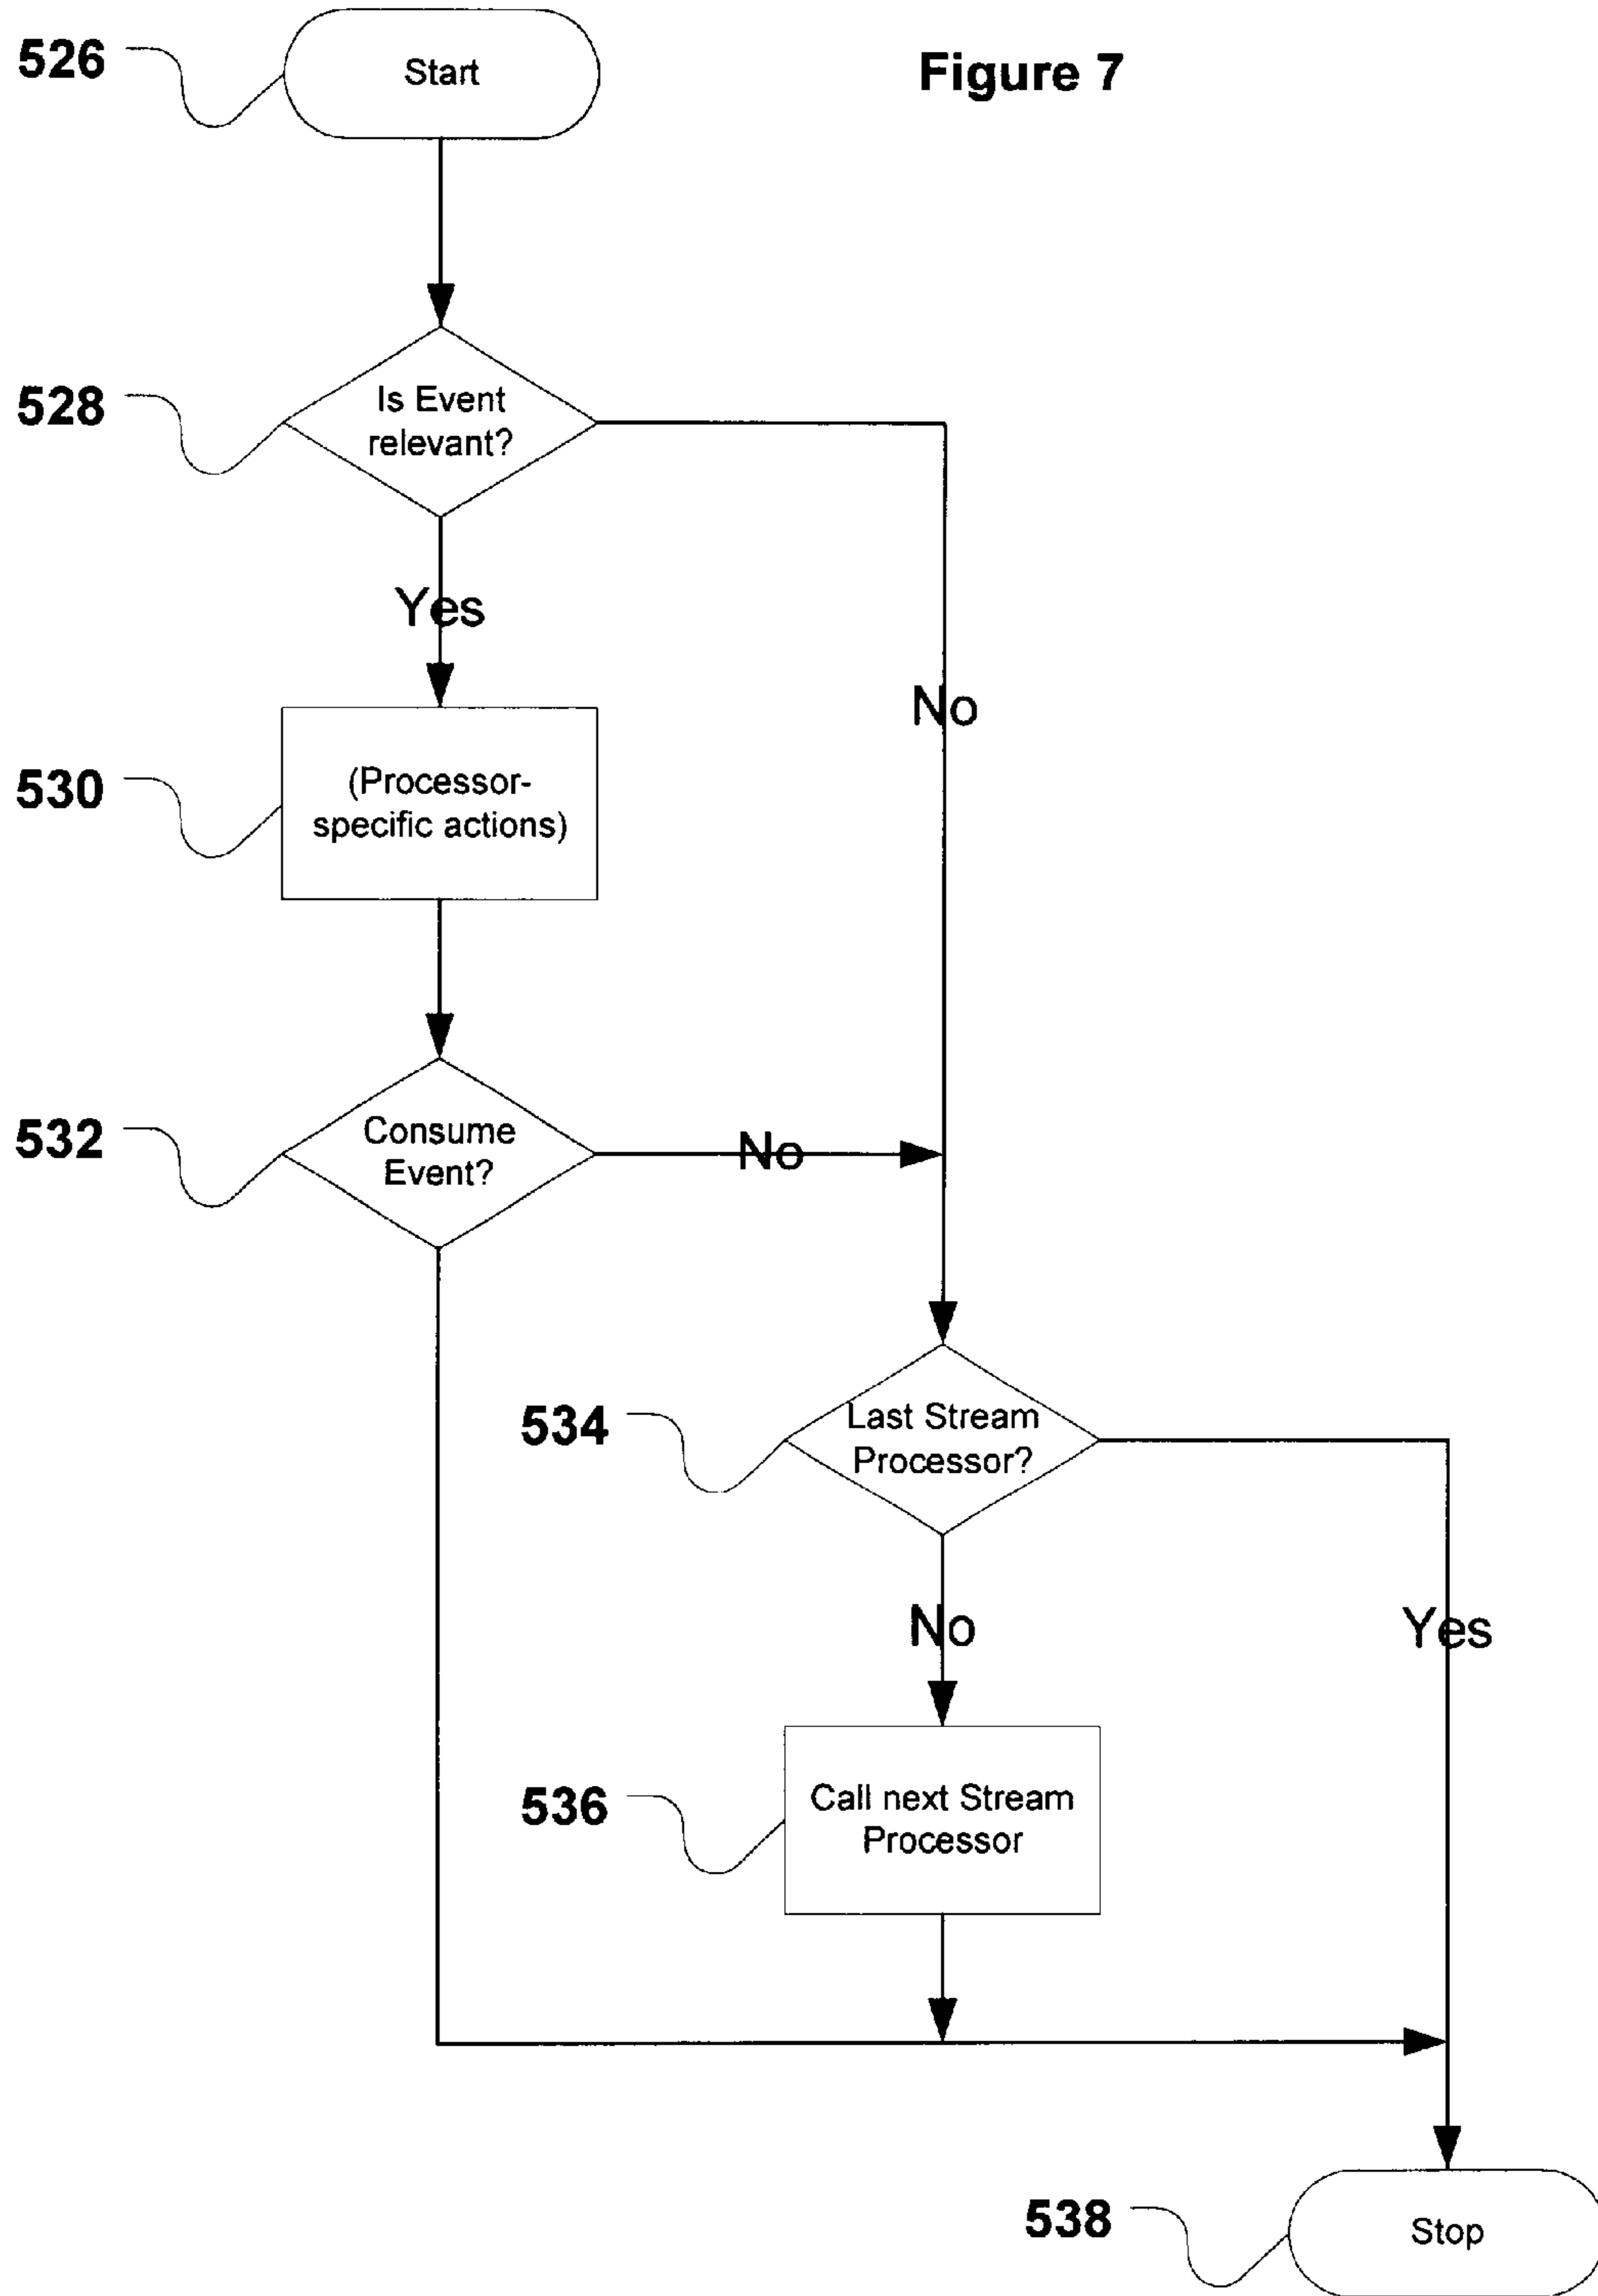 526
Start
Figure 7
528
Is Event
relevant?
Yes
No
530
(Processor-
specific actions)
532
Consume
Event?
No
534
Last Stream
Processor?
No
Yes
536
Call next Stream
Processor
538
Stop